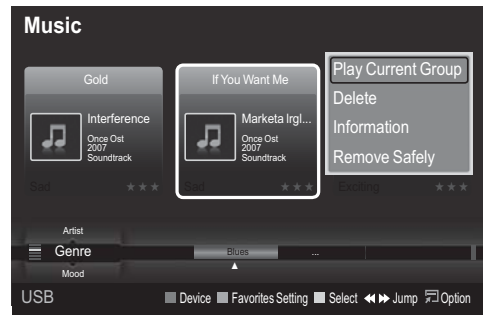 Music
Gold
Interference
Once Ost
2007
Soundtrack
Sad
If You Want Me
Marketa Irgl...
Once Ost
2007
Soundtrack
Sad
Play Current Group
Delete
Information
Remove Safely
Exciting
Artist
Genre
Mood
Blues
...
USB
Device Favorites Setting Select Jump Option